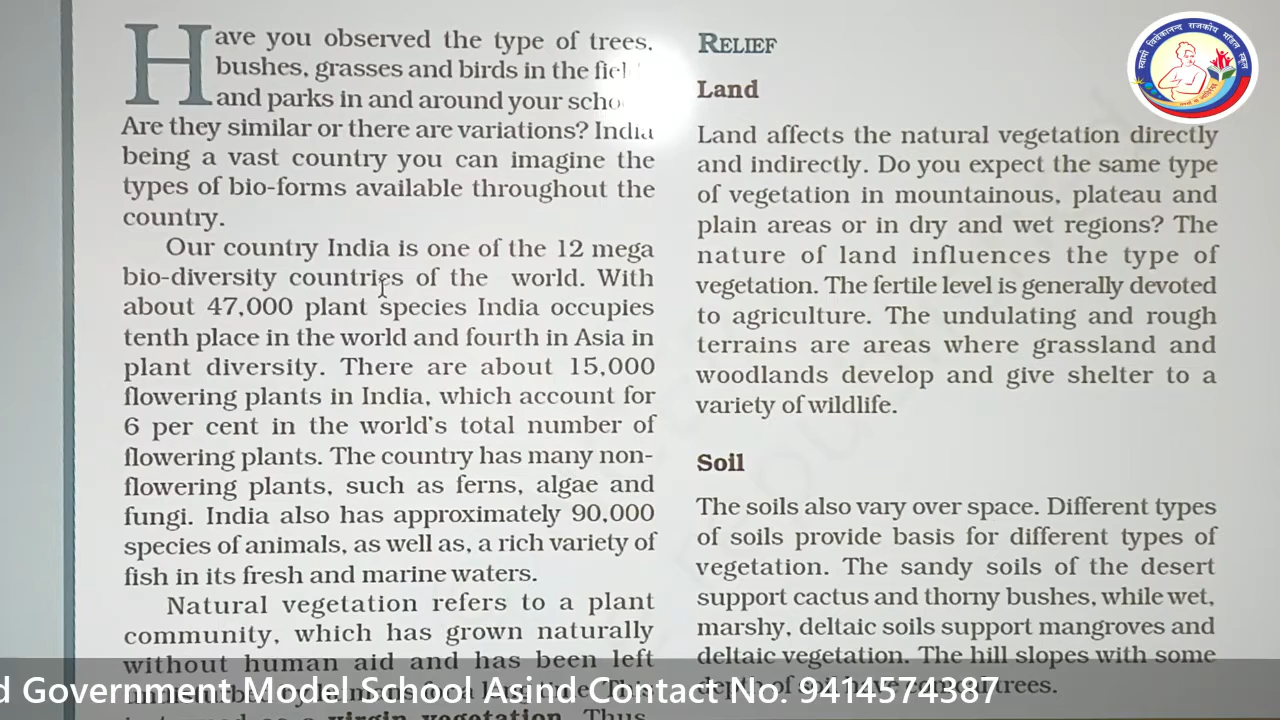 Have you observed the type of trees,
bushes, grasses and birds in the
and parks in and around your
Are they similar or there are variations? India
being a vast country you can imagine the
types of bio-forms available throughout the
country.
Our country India is one of the 12 mega
bio-diversity countries of the world. With
about 47,000 plant species India occupies
tenth place in the world and fourth in Asia in
plant diversity. There are about 15,000
flowering plants in India, which account for
6 per cent in the world's total number of
flowering plants. The country has many non-
flowering plants, such as ferns, algae and
fungi. India also has approximately 90,000
species of animals, as well as, a rich variety of
fish in its fresh and marine waters.
Natural vegetation refers to a plant
community, which has grown naturally
without human aid and has been left
virgin vegetation. Thus,
RELIEF
Land
Land affects the natural vegetation directly
and indirectly. Do you expect the same type
of vegetation in mountainous, plateau and
plain areas or in dry and wet regions? The
nature of land influences the type of
vegetation. The fertile level is generally devoted
to agriculture. The undulating and rough
terrains are areas where grassland and
woodlands develop and give shelter to a
variety of wildlife.
Soil
The soils also vary over space. Different types
of soils provide basis for different types of
vegetation. The sandy soils of the desert
support cactus and thorny bushes, while wet,
marshy, deltaic soils support mangroves and
deltaic vegetation. The hill slopes with some
trees.
स्वामी विवेकानन्द राजकीय मॉडल स्कूल
d Government Model School Asind Contact No. 9414574387